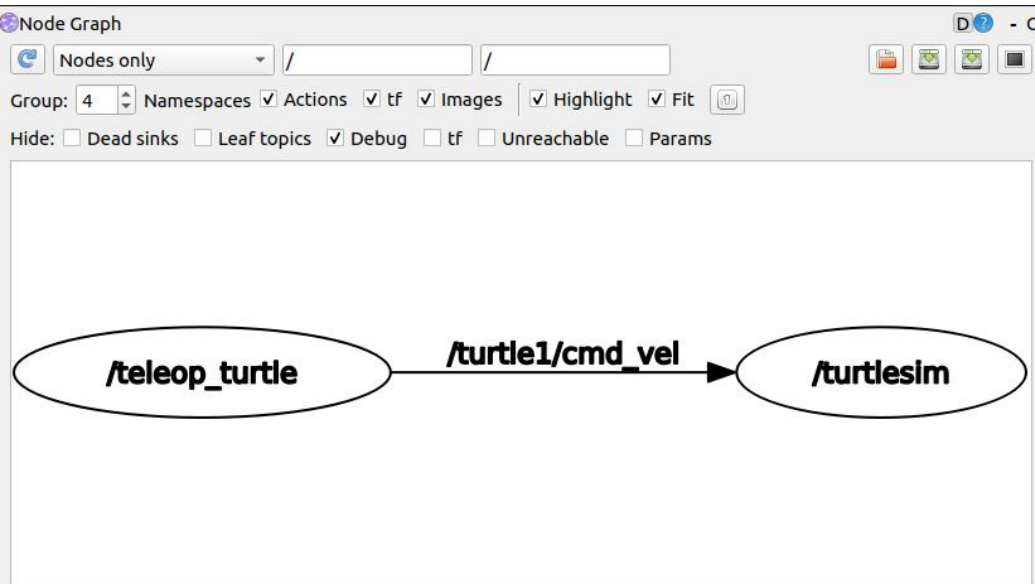 Node Graph D ? - O
Nodes only / /
Group: 4 Namespaces Actions tf Images Highlight Fit
Hide: Dead sinks Leaf topics Debug tf Unreachable Params
/teleop_turtle /turtle1/cmd_vel /turtlesim